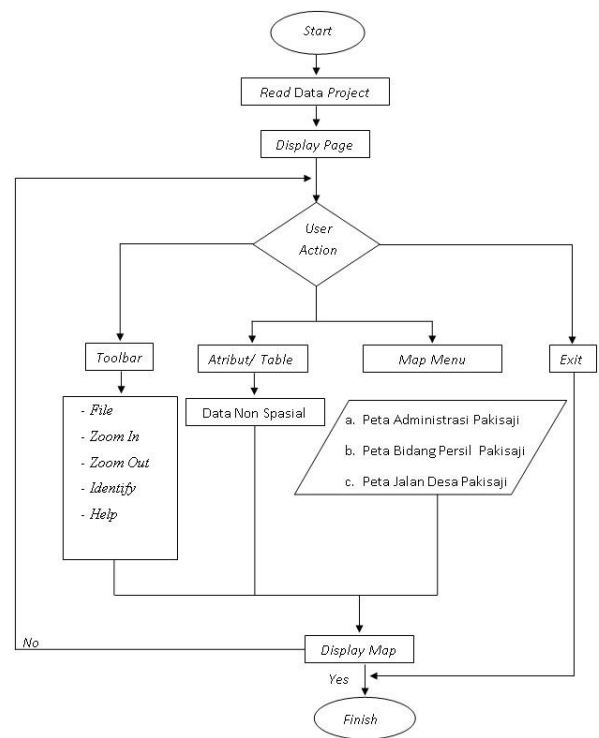 Start
Read Data Project
Display Page
User
Action
Toolbar
Atribut/ Table
Map Menu
Exit
- File
- Zoom In
- Zoom Out
- Identify
- Help
Data Non Spasial
a. Peta Administrasi Pakisaji
b. Peta Bidang Persil Pakisaji
c. Peta Jalan Desa Pakisaji
No
Display Map
Yes
Finish